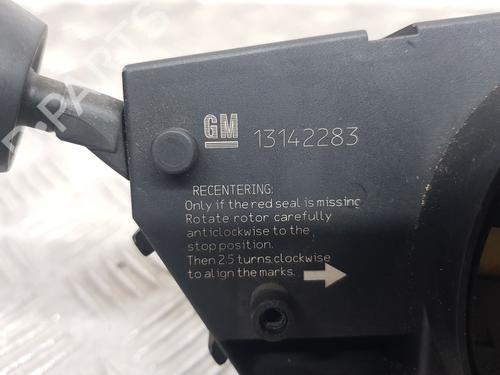 GM 13142283
RECENTERING:
Only if the red seal is missing
Rotate rotor carefully
anticlockwise to the
stop position.
Then 2.5 turns clockwise
to align the marks.